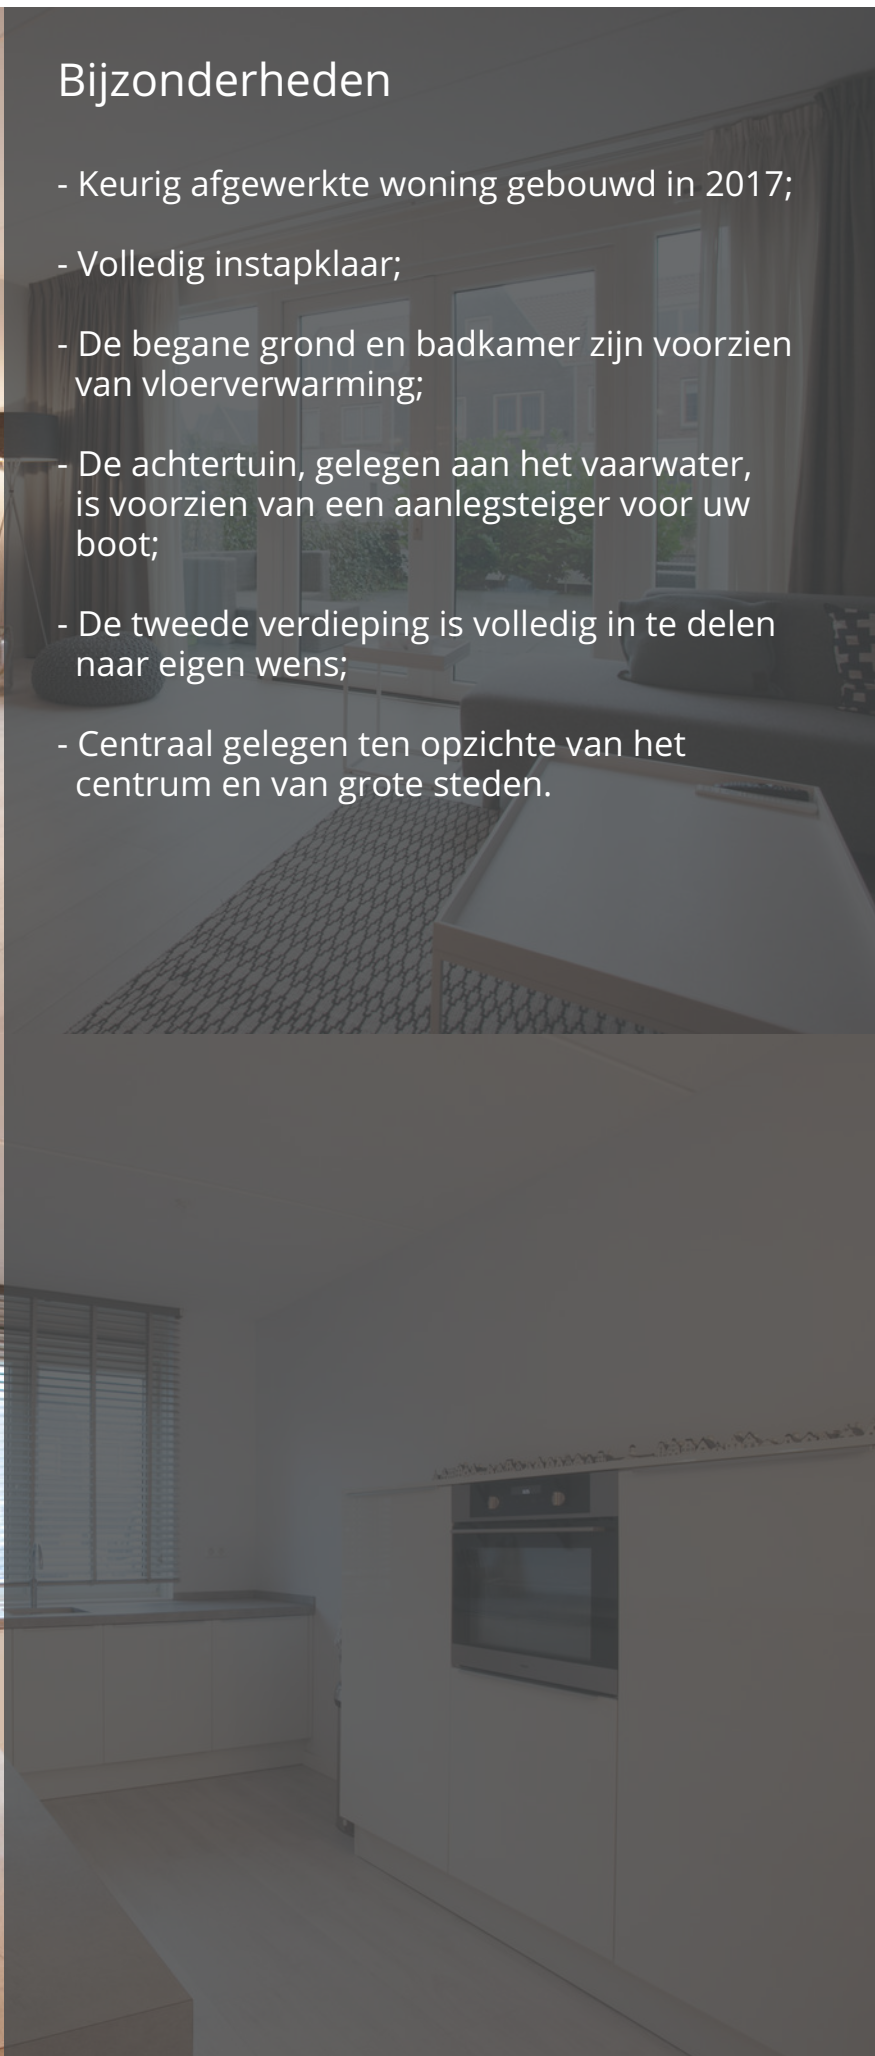 Bijzonderheden
- Keurig afgewerkte woning gebouwd in 2017;
- Volledig instapklaar;
- De begane grond en badkamer zijn voorzien
van vloerverwarming;
- De achtertuin, gelegen aan het vaarwater,
is voorzien van een aanlegsteiger voor uw
boot;
- De tweede verdieping is volledig in te delen
naar eigen wens;
- Centraal gelegen ten opzichte van het
centrum en van grote steden.